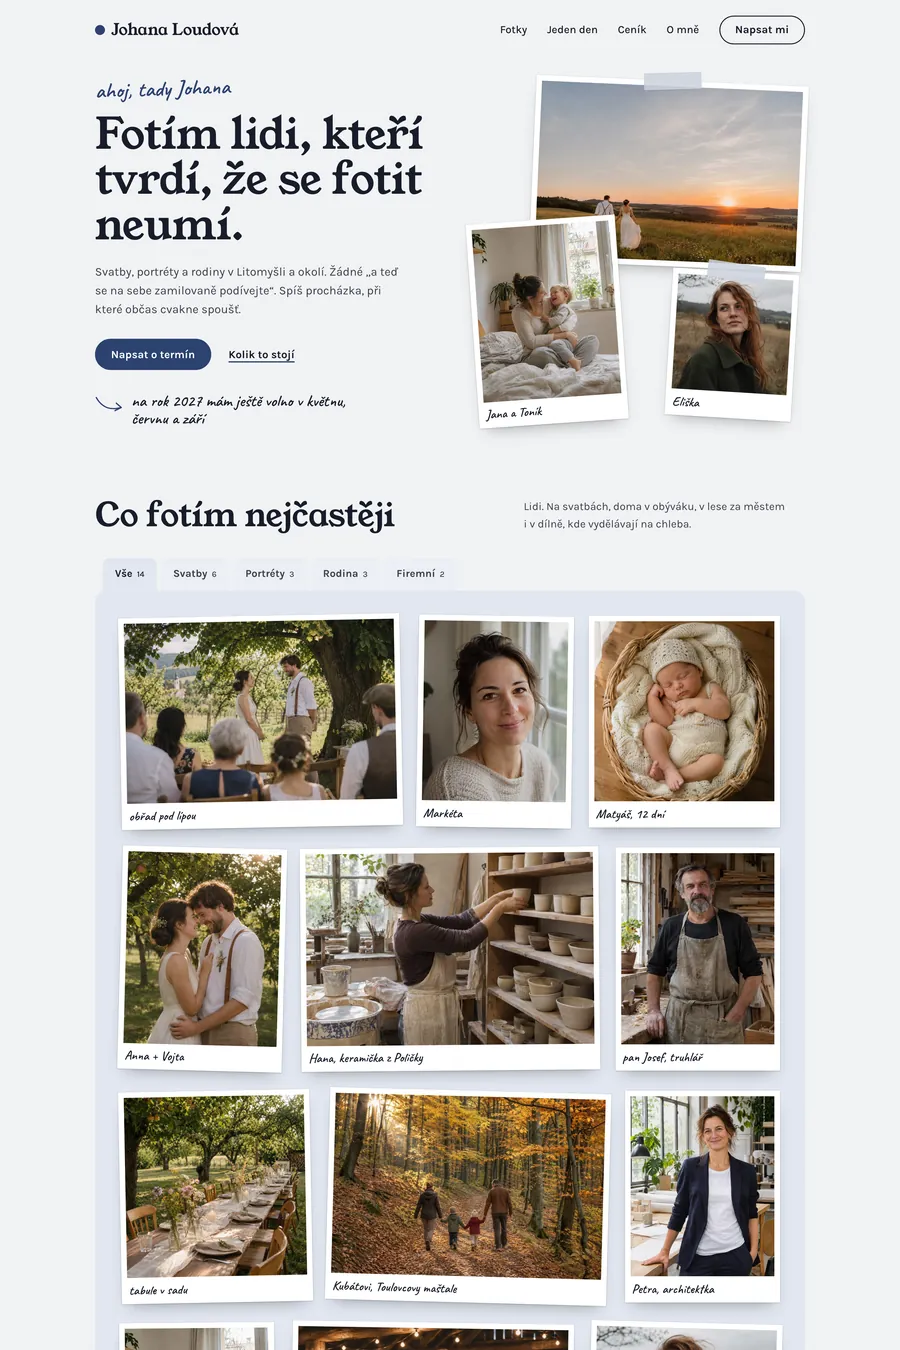 Johana Loudová
Fotky Jeden den Ceník O mně Napsat mi
ahoj, tady Johana
Fotím lidi, kteří
tvrdí, že se fotit
neumí.
Svatby, portréty a rodiny v Litomyšli a okolí. Žádné „a teď
se na sebe zamilovaně podívejte“. Spíš procházka, při
které občas cvakne spoušť.
Napsat o termín Kolik to stojí
na rok 2027 mám ještě volno v květnu,
červnu a září
Jana a Toník
Eliška
Co fotím nejčastěji
Lidi. Na svatbách, doma v obýváku, v lese za městem
i v dílně, kde vydělávají na chleba.
Vše 14 Svatby 6 Portréty 3 Rodina 3 Firemní 2
obřad pod lípou
Markéta
Matyáš, 12 dní
Anna + Vojta
Hana, keramička z Poličky
pan Josef, truhlář
tabule v sadu
Kubátovi, Toulovcovy maštale
Petra, architektka